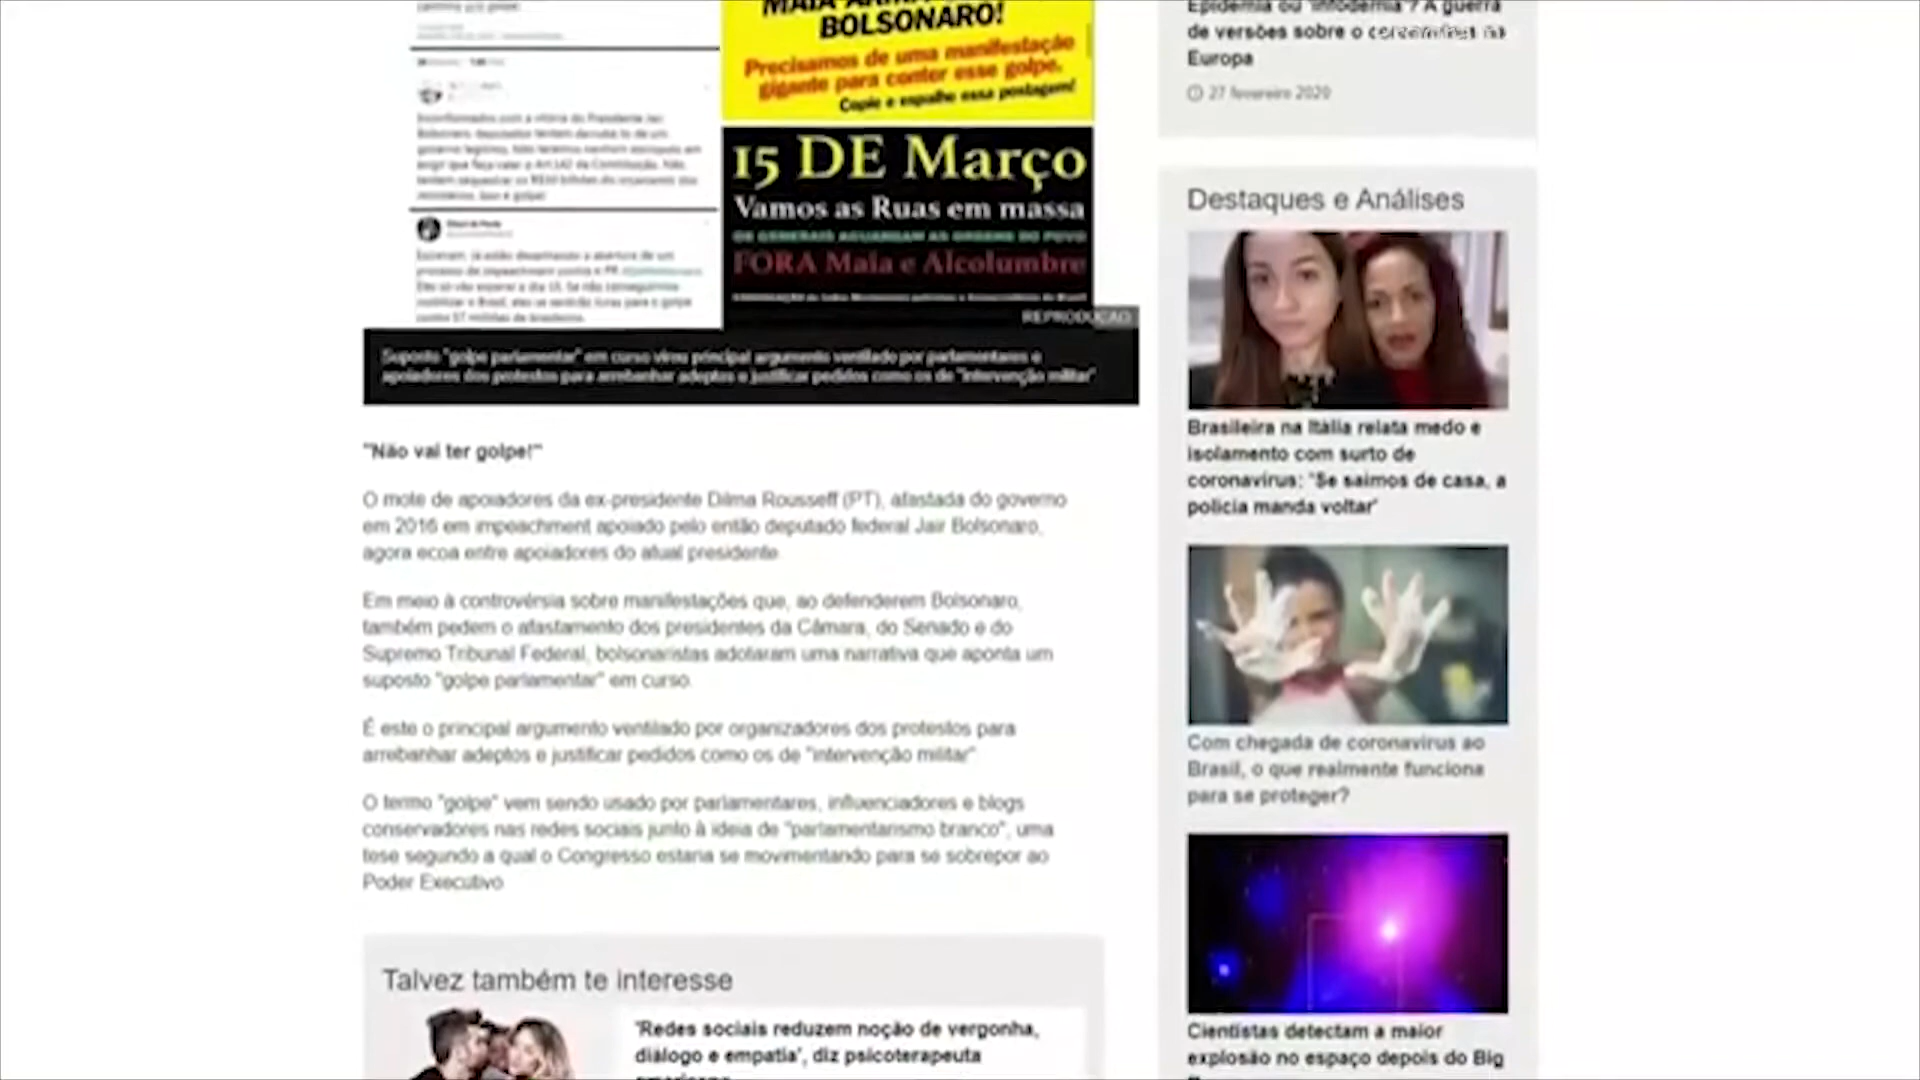 BOLSONARO!
Precisamos de uma manifestação
gigante para conter esse golpe.
Copie e espalhe essa postagem!
15 DE Março
Vamos as Ruas em massa
OS GENERAIS AGUARDAM AS ORDENS DO POVO
FORA Maia e Alcolumbre
REPRODUÇÃO
Suposto "golpe parlamentar" em curso virou principal argumento ventilado por parlamentares e
apoiadores dos protestos para arrebanhar adeptos e justificar pedidos como os de "intervenção militar"
"Não vai ter golpe!"
O mote de apoiadores da ex-presidente Dilma Rousseff (PT), afastada do governo
em 2016 em impeachment apoiado pelo então deputado federal Jair Bolsonaro,
agora ecoa entre apoiadores do atual presidente.
Em meio à controvérsia sobre manifestações que, ao defenderem Bolsonaro,
também pedem o afastamento dos presidentes da Câmara, do Senado e do
Supremo Tribunal Federal, bolsonaristas adotaram uma narrativa que aponta um
suposto "golpe parlamentar" em curso.
É este o principal argumento ventilado por organizadores dos protestos para
arrebanhar adeptos e justificar pedidos como os de "intervenção militar".
O termo "golpe" vem sendo usado por parlamentares, influenciadores e blogs
conservadores nas redes sociais junto à ideia de "parlamentarismo branco", uma
tese segundo a qual o Congresso estaria se movimentando para se sobrepor ao
Poder Executivo.
Talvez também te interesse
'Redes sociais reduzem noção de vergonha,
diálogo e empatia', diz psicoterapeuta
Epidemia ou 'infodemia'? A guerra
de versões sobre o coronavírus na
Europa
27 fevereiro 2020
Destaques e Análises
Brasileira na Itália relata medo e
isolamento com surto de
coronavírus: 'Se saímos de casa, a
polícia manda voltar'
Com chegada de coronavírus ao
Brasil, o que realmente funciona
para se proteger?
Cientistas detectam a maior
explosão no espaço depois do Big